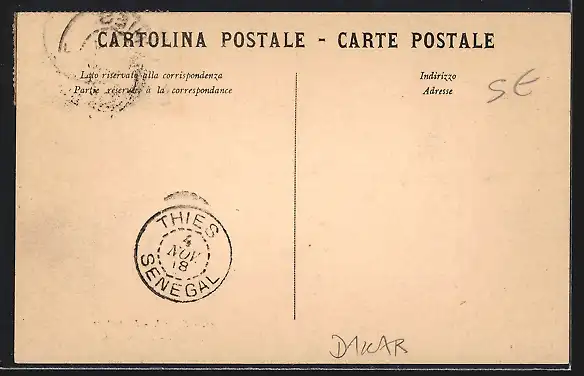 CARTOLINA POSTALE - CARTE POSTALE
Lato riservato alla corrispondenza
Partie réservée à la correspondance
Indirizzo
Adresse
SE
THIES
4
NOV
18
SENEGAL
DAKAR